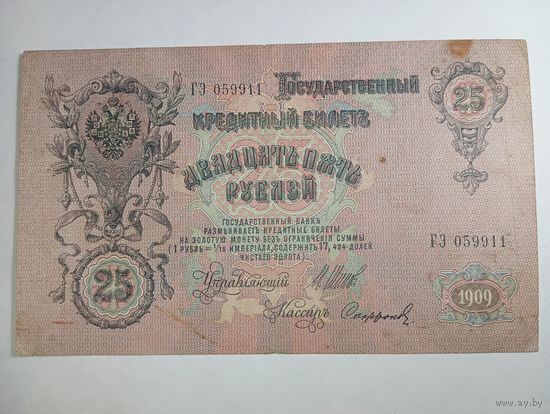 ГЭ 059911 ГОСУДАРСТВЕННЫЙ
25
КРЕДИТНЫЙ БИЛЕТЪ
ДВАДЦАТЬ ПЯТЬ
РУБЛЕЙ
ГОСУДАРСТВЕННЫЙ БАНКЪ
РАЗМѢНИВАЕТЪ КРЕДИТНЫЕ БИЛЕТЫ
НА ЗОЛОТУЮ МОНЕТУ БЕЗЪ ОГРАНИЧЕНІЯ СУММЫ
(1 РУБЛЬ = 1/15 ИМПЕРІАЛА, СОДЕРЖИТЪ 17,424 ДОЛЕЙ
ЧИСТАГО ЗОЛОТА).
ГЭ 059911
25
Управляющій
Кассиръ
1909
www.ay.by